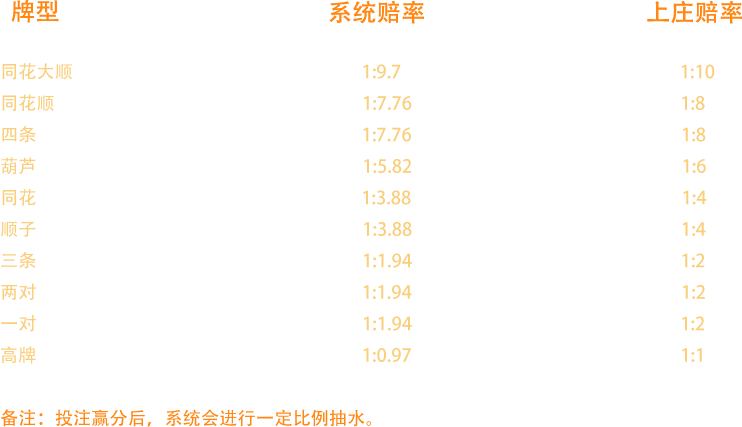 牌型 系统赔率 上庄赔率
同花大顺 1:9.7 1:10
同花顺 1:7.76 1:8
四条 1:7.76 1:8
葫芦 1:5.82 1:6
同花 1:3.88 1:4
顺子 1:3.88 1:4
三条 1:1.94 1:2
两对 1:1.94 1:2
一对 1:1.94 1:2
高牌 1:0.97 1:1
备注：投注赢分后，系统会进行一定比例抽水。